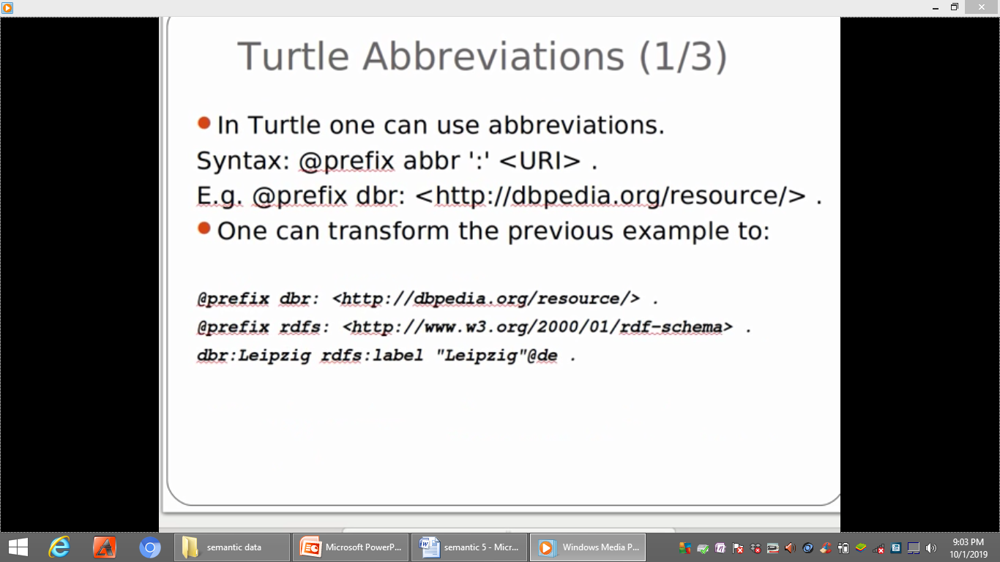 Turtle Abbreviations (1/3)
In Turtle one can use abbreviations.
Syntax: @prefix abbr ':' <URI> .
E.g. @prefix dbr: <http://dbpedia.org/resource/> .
One can transform the previous example to:
@prefix dbr: <http://dbpedia.org/resource/> .
@prefix rdfs: <http://www.w3.org/2000/01/rdf-schema> .
dbr:Leipzig rdfs:label "Leipzig"@de .
semantic data
Microsoft PowerP...
semantic 5 - Micr...
Windows Media P...
9:03 PM
10/1/2019